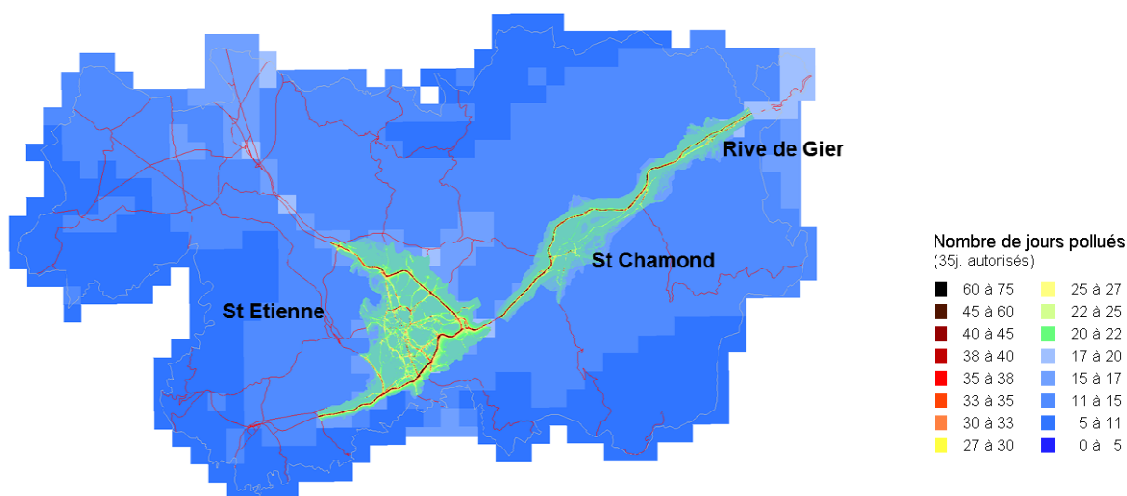 Rive de Gier
St Chamond
St Etienne
Nombre de jours pollués
(35j. autorisés)
60 à 75 25 à 27
45 à 60 22 à 25
40 à 45 20 à 22
38 à 40 17 à 20
35 à 38 15 à 17
33 à 35 11 à 15
30 à 33 5 à 11
27 à 30 0 à 5